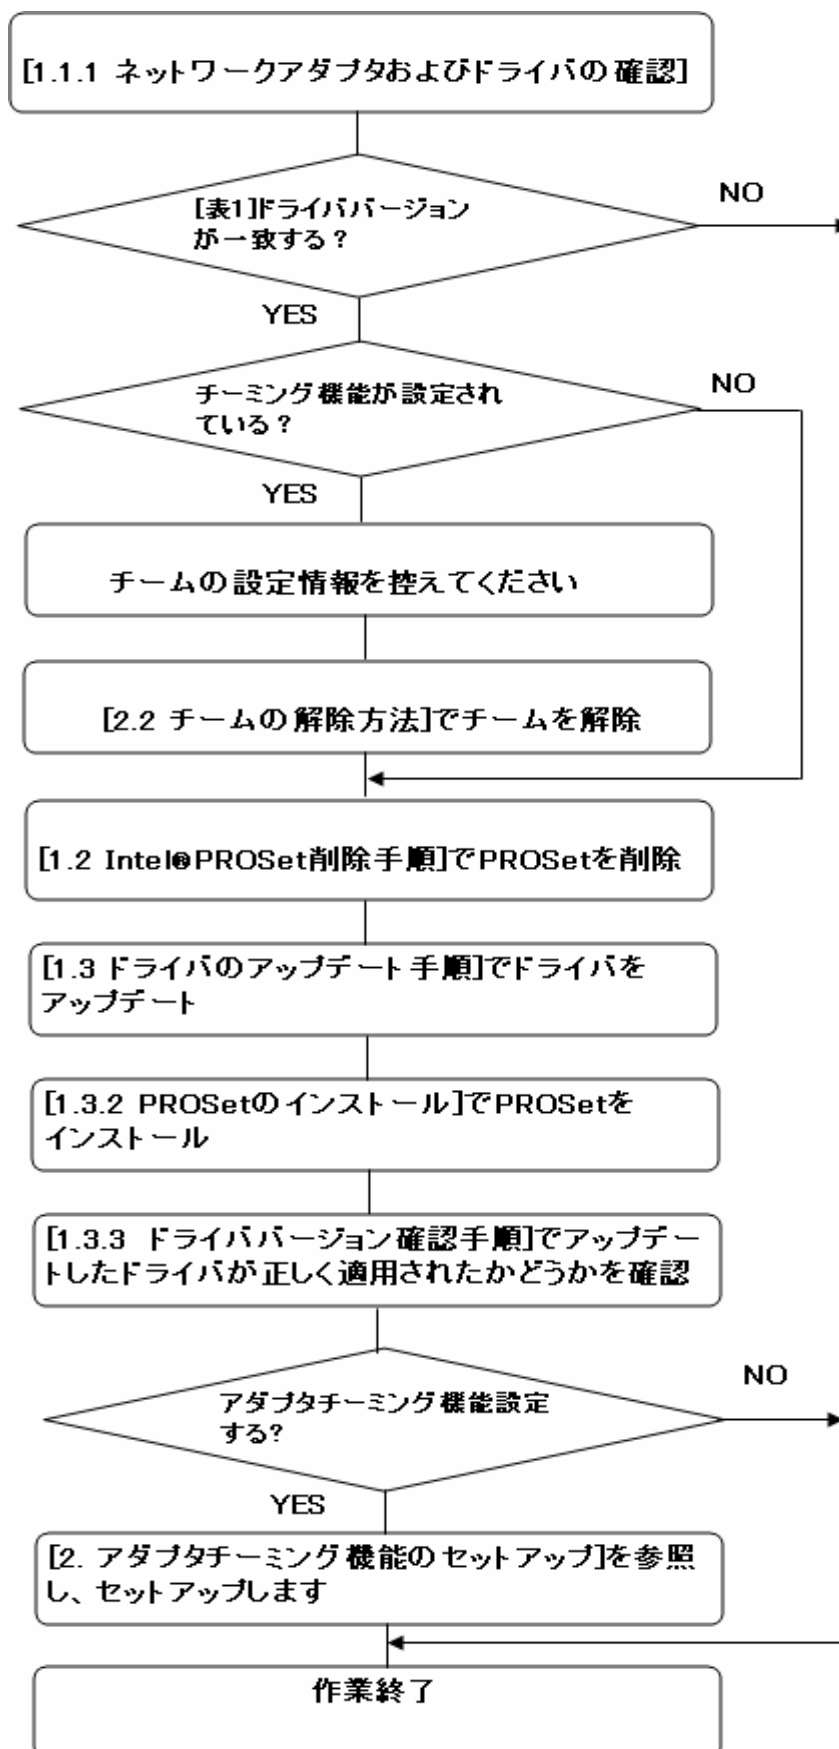 [1.1.1 ネットワークアダプタおよびドライバの確認]
[表1]ドライババージョン
が一致する？
NO
YES
チーミング機能が設定され
ている？
NO
YES
チームの設定情報を控えてください
[2.2 チームの解除方法]でチームを解除
[1.2 Intel®PROSet削除手順]でPROSetを削除
[1.3 ドライバのアップデート手順]でドライバを
アップデート
[1.3.2 PROSetのインストール]でPROSetを
インストール
[1.3.3 ドライババージョン確認手順]でアップデー
トしたドライバが正しく適用されたかどうかを確認
アダプタチーミング機能設定
する?
NO
YES
[2. アダプタチーミング機能のセットアップ]を参照
し、セットアップします
作業終了